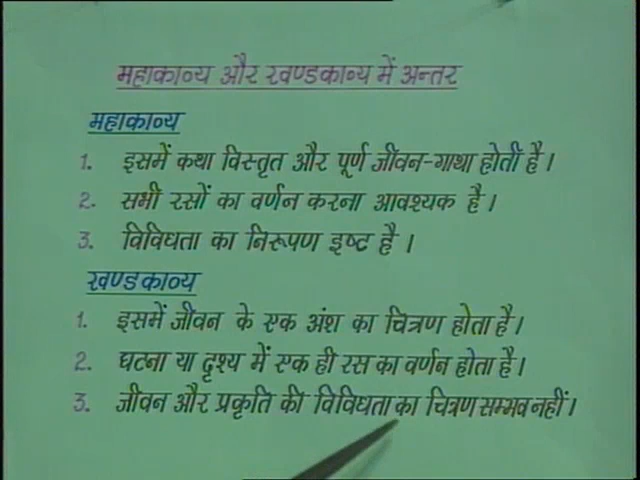 महाकाव्य और खण्डकाव्य में अन्तर
महाकाव्य
1. इसमें कथा विस्तृत और पूर्ण जीवन-गाथा होती है।
2. सभी रसों का वर्णन करना आवश्यक है।
3. विविधता का निरूपण इष्ट है।
खण्डकाव्य
1. इसमें जीवन के एक अंश का चित्रण होता है।
2. घटना या दृश्य में एक ही रस का वर्णन होता है।
3. जीवन और प्रकृति की विविधता का चित्रण सम्भव नहीं।